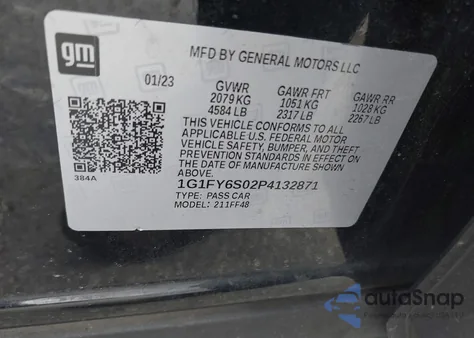 gm
MFD BY GENERAL MOTORS LLC
01/23 GVWR GAWR FRT GAWR RR
2079 KG 1051 KG 1028 KG
4584 LB 2317 LB 2267 LB
THIS VEHICLE CONFORMS TO ALL
APPLICABLE U.S. FEDERAL MOTOR
VEHICLE SAFETY, BUMPER, AND THEFT
PREVENTION STANDARDS IN EFFECT ON
THE DATE OF MANUFACTURE SHOWN
ABOVE.
384A
1G1FY6S02P4132871
TYPE: PASS CAR
MODEL: 211FF48
autoSnap